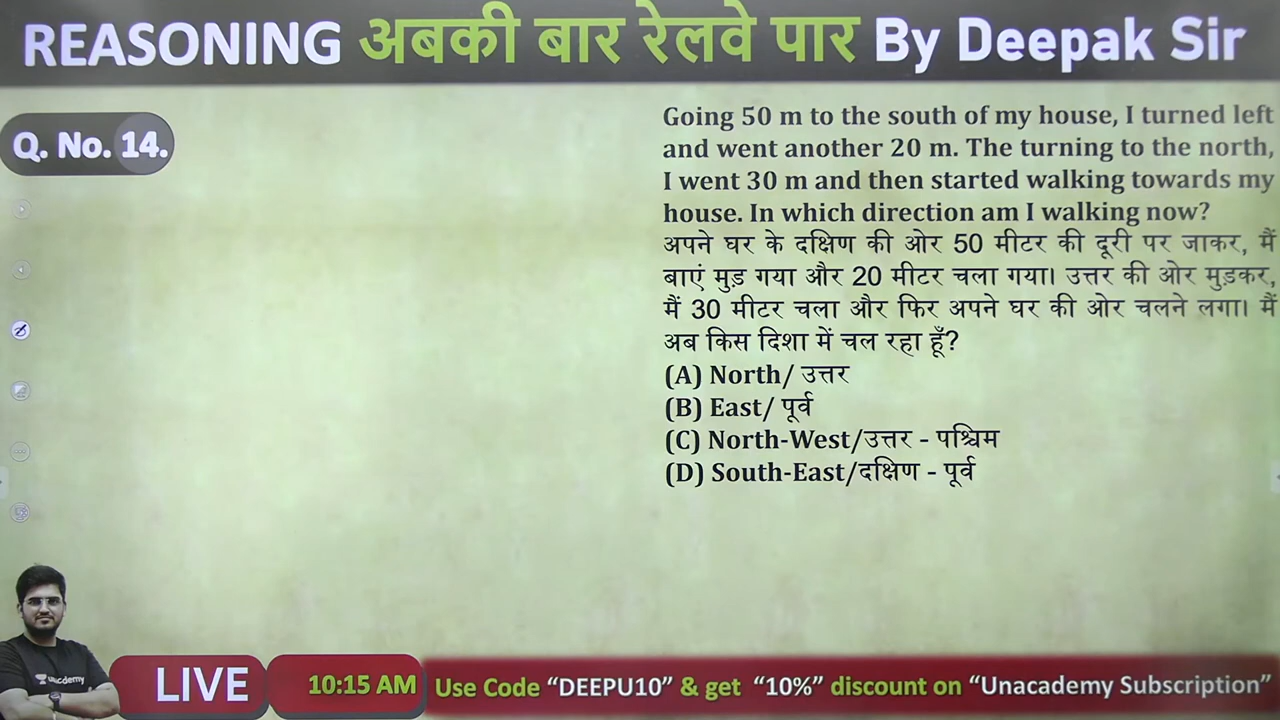 REASONING अबकी बार रेलवे पार By Deepak Sir
Q. No. 14.
Going 50 m to the south of my house, I turned left
and went another 20 m. The turning to the north,
I went 30 m and then started walking towards my
house. In which direction am I walking now?
अपने घर के दक्षिण की ओर 50 मीटर की दूरी पर जाकर, मैं
बाएं मुड़ गया और 20 मीटर चला गया। उत्तर की ओर मुड़कर,
मैं 30 मीटर चला और फिर अपने घर की ओर चलने लगा। मैं
अब किस दिशा में चल रहा हूँ?
(A) North/ उत्तर
(B) East/ पूर्व
(C) North-West/उत्तर - पश्चिम
(D) South-East/दक्षिण - पूर्व
unacademy
LIVE
10:15 AM
Use Code “DEEPU10” & get “10%” discount on “Unacademy Subscription”